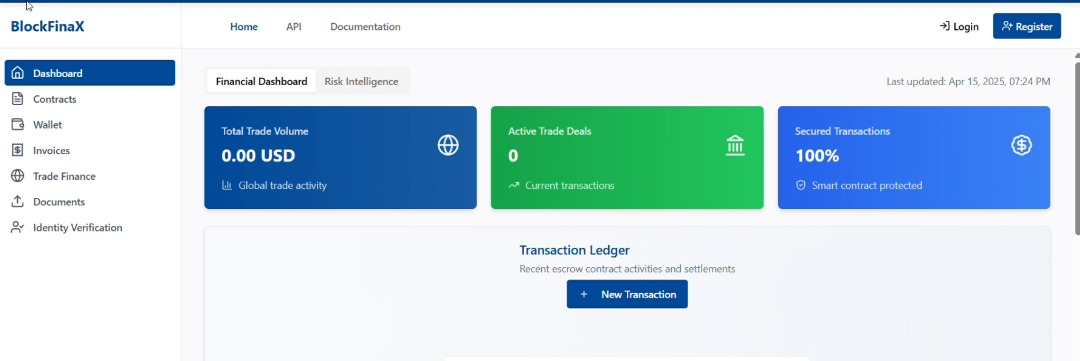 BlockFinaX
Home API Documentation
Login Register
Dashboard
Contracts
Wallet
Invoices
Trade Finance
Documents
Identity Verification
Financial Dashboard Risk Intelligence
Last updated: Apr 15, 2025, 07:24 PM
Total Trade Volume
0.00 USD
Global trade activity
Active Trade Deals
0
Current transactions
Secured Transactions
100%
Smart contract protected
Transaction Ledger
Recent escrow contract activities and settlements
+ New Transaction